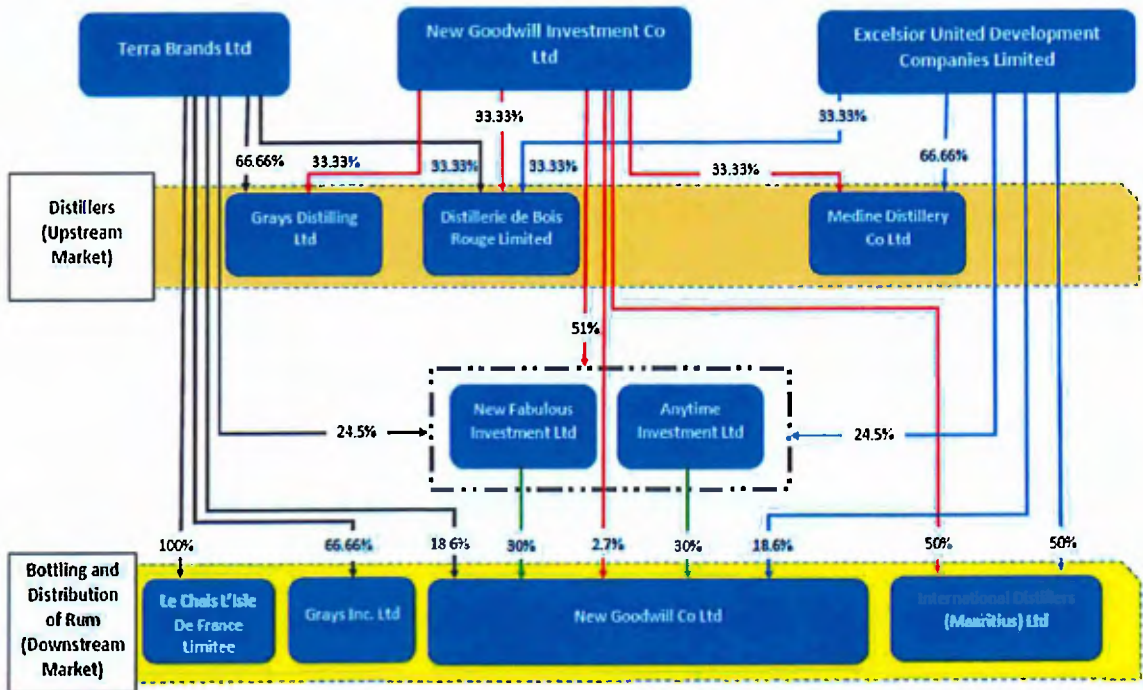 Terra Brands Ltd
New Goodwill Investment Co
Ltd
Excelsior United Development
Companies Limited
33.33%
33.33%
66.66%
33.33%
33.33%
33.33%
33.33%
66.66%
Distillers
(Upstream
Market)
Grays Distilling
Ltd
Distillerie de Bois
Rouge Limited
Medine Distillery
Co Ltd
51%
New Fabulous
Investment Ltd
Anytime
Investment Ltd
24.5%
24.5%
100%
66.66%
18.6%
30%
2.7%
30%
18.6%
50%
50%
Bottling and
Distribution
of Rum
(Downstream
Market)
Le Chais L'Isle
De France
Limitee
Grays Inc. Ltd
New Goodwill Co Ltd
International Distillers
(Mauritius) Ltd